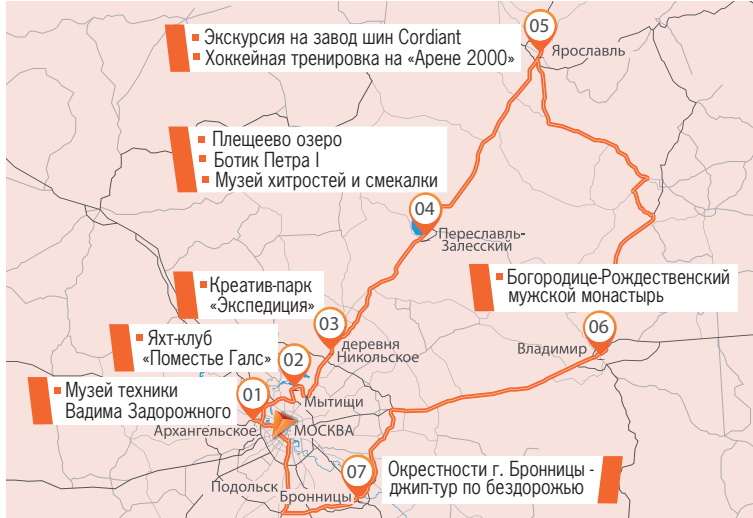 ▪ Экскурсия на завод шин Cordiant
▪ Хоккейная тренировка на «Арене 2000»
05
Ярославль
▪ Плещеево озеро
▪ Ботик Петра I
▪ Музей хитростей и смекалки
04
Переславль-
Залесский
▪ Креатив-парк
«Экспедиция»
03
деревня
Никольское
▪ Богородице-Рождественский
мужской монастырь
06
Владимир
▪ Яхт-клуб
«Поместье Галс»
02
Мытищи
▪ Музей техники
Вадима Задорожного
01
Архангельское
МОСКВА
Подольск
Бронницы
07
Окрестности г. Бронницы -
джип-тур по бездорожью